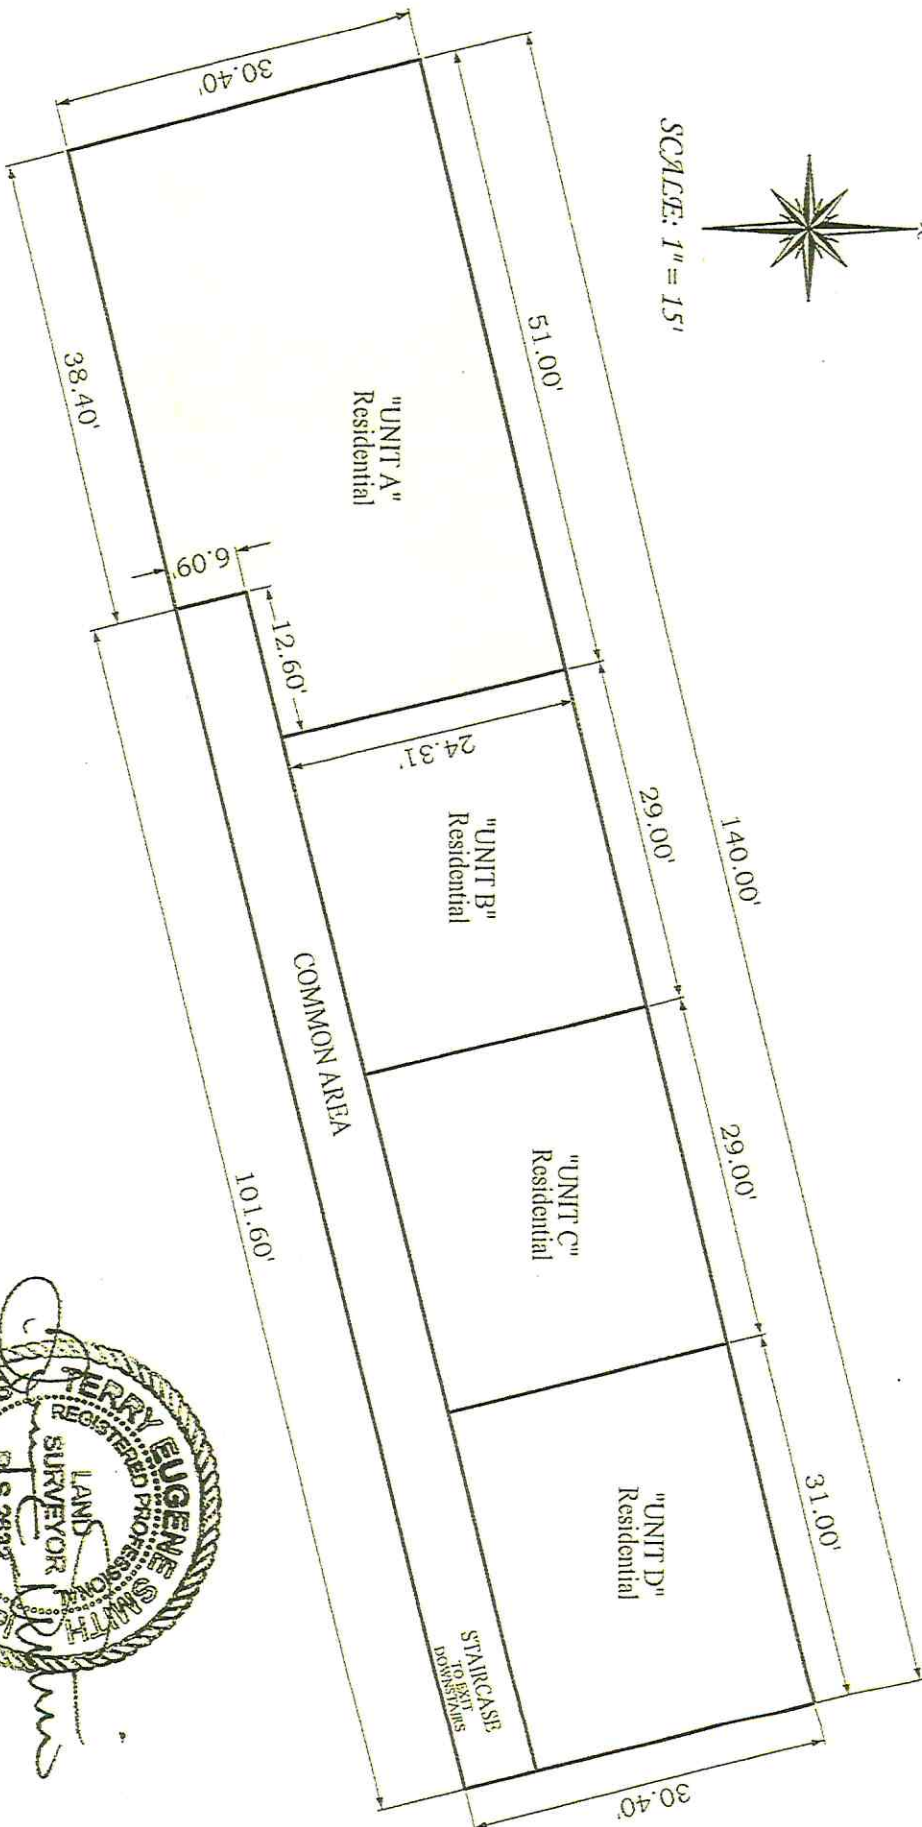 SCALE: 1"= 15'
140.00'
51.00'
29.00'
29.00'
31.00'
30.40'
"UNIT A"
Residential
"UNIT B"
Residential
"UNIT C"
Residential
"UNIT D"
Residential
24.31'
12.60'
6.09'
COMMON AREA
STAIRCASE
TO EXIT
DOWNSTAIRS
30.40'
38.40'
101.60'
TERRY EUGENE SMITH
REGISTERED PROFESSIONAL
LAND
SURVEYOR